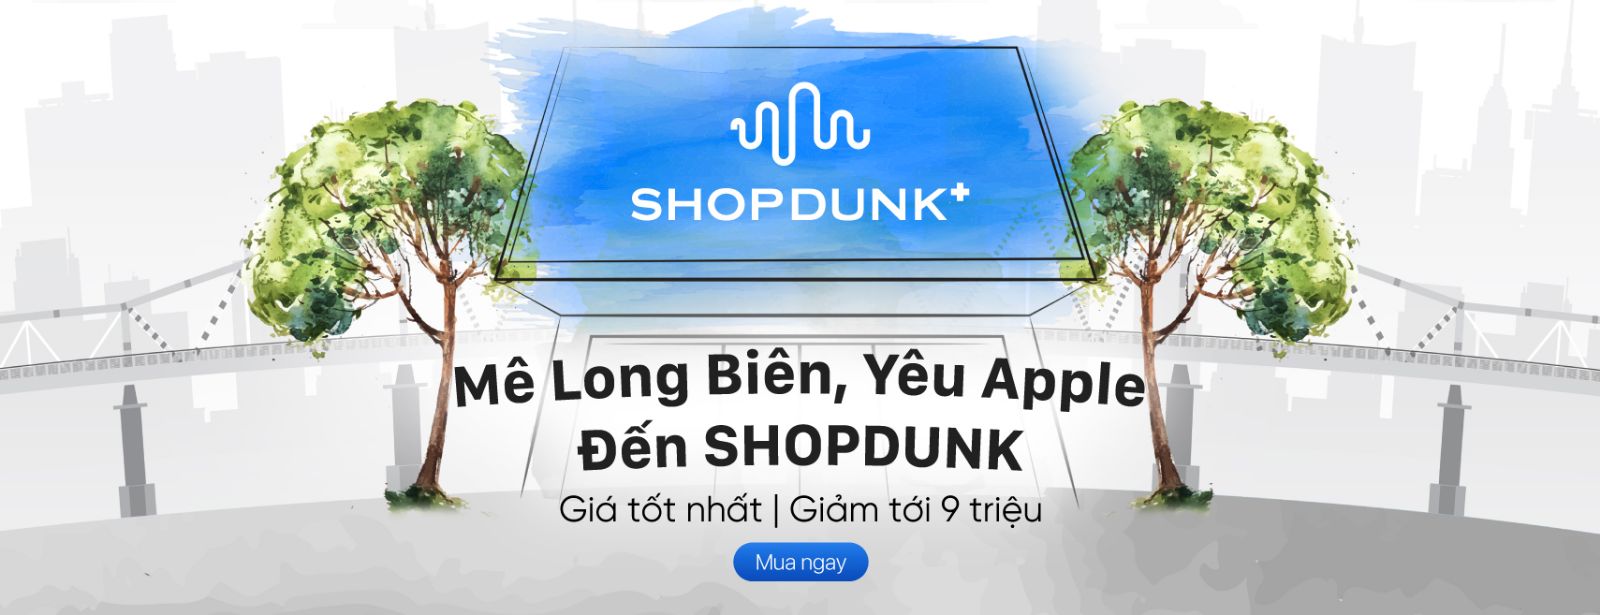 SHOPDUNK+
Mê Long Biên, Yêu Apple
Đến SHOPDUNK
Giá tốt nhất | Giảm tới 9 triệu
Mua ngay